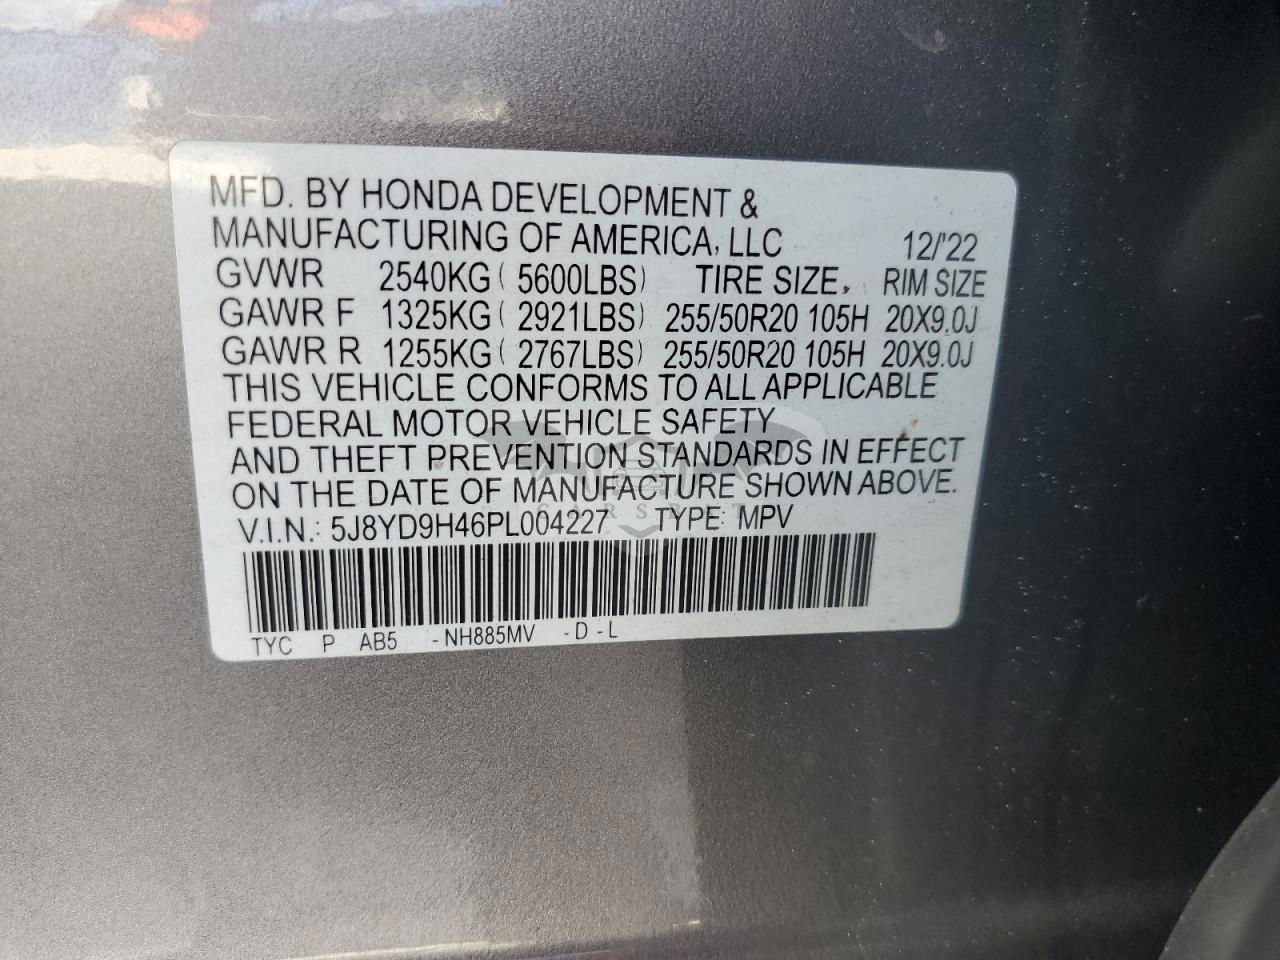 MFD. BY HONDA DEVELOPMENT &
MANUFACTURING OF AMERICA, LLC 12/'22
GVWR 2540KG ( 5600LBS) TIRE SIZE. RIM SIZE
GAWR F 1325KG ( 2921LBS) 255/50R20 105H 20X9.0J
GAWR R 1255KG ( 2767LBS) 255/50R20 105H 20X9.0J
THIS VEHICLE CONFORMS TO ALL APPLICABLE
FEDERAL MOTOR VEHICLE SAFETY
AND THEFT PREVENTION STANDARDS IN EFFECT
ON THE DATE OF MANUFACTURE SHOWN ABOVE.
V.I.N.: 5J8YD9H46PL004227 TYPE: MPV
TYC P AB5 -NH885MV -D-L